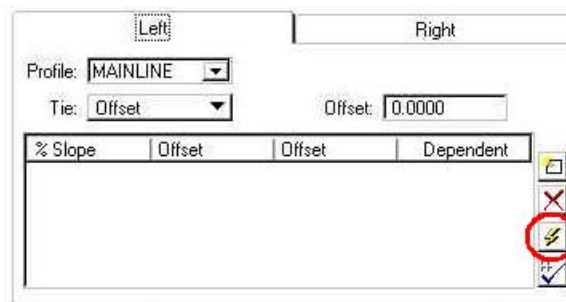 Left Right
Profile: MAINLINE
Tie: Offset Offset: 0.0000
% Slope Offset Offset Dependent